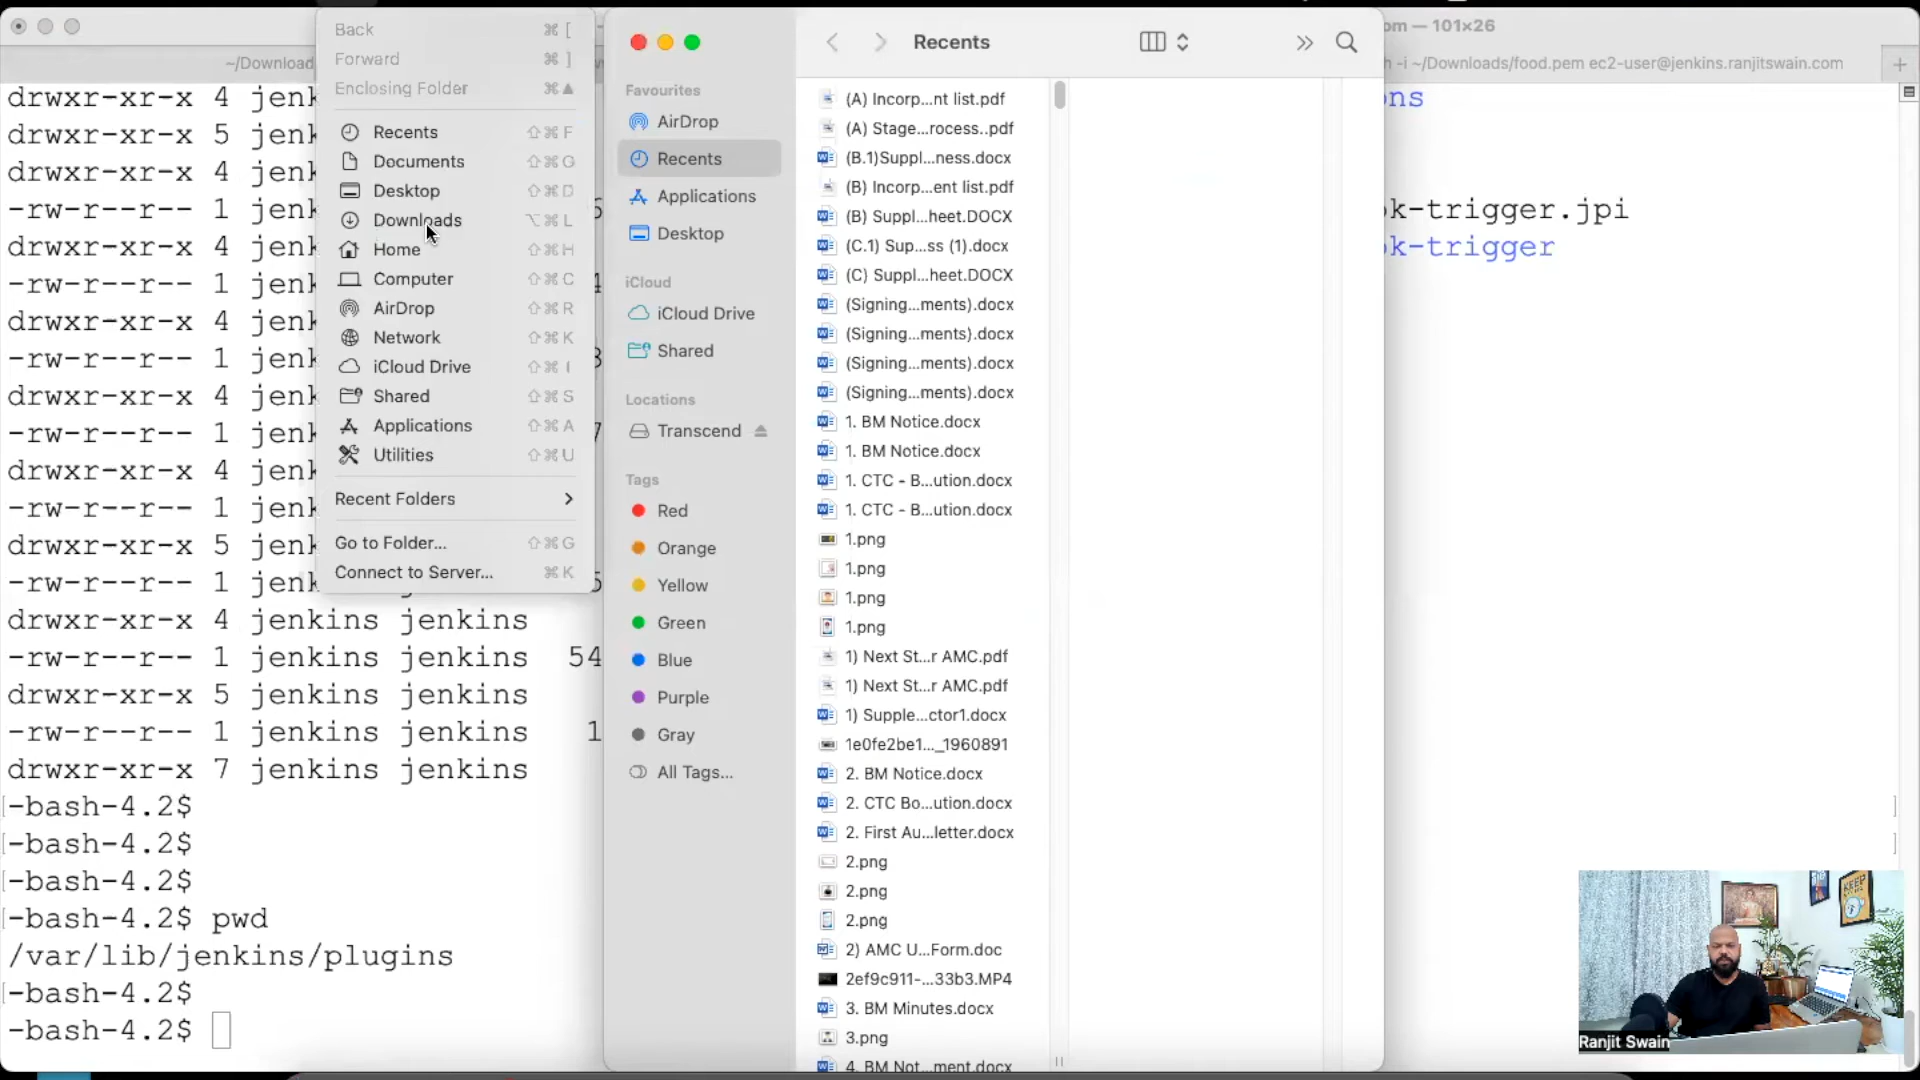 om — 101×26
~/Download
h -i ~/Downloads/food.pem ec2-user@jenkins.ranjitswain.com
+
Back ⌘ [
Forward ⌘ ]
Enclosing Folder ⌘▲
Recents ⇧⌘F
Documents ⇧⌘O
Desktop ⇧⌘D
Downloads ⌥⌘L
Home ⇧⌘H
Computer ⇧⌘C
AirDrop ⇧⌘R
Network ⇧⌘K
iCloud Drive ⇧⌘I
Shared ⇧⌘S
Applications ⇧⌘A
Utilities ⇧⌘U
Recent Folders
Go to Folder... ⇧⌘G
Connect to Server... ⌘K
Favourites
AirDrop
Recents
Applications
Desktop
iCloud
iCloud Drive
Shared
Locations
Transcend
Tags
Red
Orange
Yellow
Green
Blue
Purple
Gray
All Tags...
Recents
(A) Incorp...nt list.pdf
(A) Stage...rocess..pdf
(B.1)Suppl...ness.docx
(B) Incorp...ent list.pdf
(B) Suppl...heet.DOCX
(C.1) Sup...ss (1).docx
(C) Suppl...heet.DOCX
(Signing...ments).docx
(Signing...ments).docx
(Signing...ments).docx
(Signing...ments).docx
1. BM Notice.docx
1. BM Notice.docx
1. CTC - B...ution.docx
1. CTC - B...ution.docx
1.png
1.png
1.png
1.png
1) Next St...r AMC.pdf
1) Next St...r AMC.pdf
1) Supple...ctor1.docx
1e0fe2be1..._1960891
2. BM Notice.docx
2. CTC Bo...ution.docx
2. First Au...letter.docx
2.png
2.png
2.png
2) AMC U...Form.doc
2ef9c911-...33b3.MP4
3. BM Minutes.docx
3.png
4. BM Not...ment.docx
drwxr-xr-x 4 jenk
drwxr-xr-x 5 jenk
drwxr-xr-x 4 jenk
-rw-r--r-- 1 jenk
drwxr-xr-x 4 jenk
-rw-r--r-- 1 jenk
drwxr-xr-x 4 jenk
-rw-r--r-- 1 jenk
drwxr-xr-x 4 jenk
-rw-r--r-- 1 jenk
drwxr-xr-x 4 jenk
-rw-r--r-- 1 jenk
drwxr-xr-x 5 jenk
-rw-r--r-- 1 jenk
drwxr-xr-x 4 jenkins jenkins
-rw-r--r-- 1 jenkins jenkins 54
drwxr-xr-x 5 jenkins jenkins
-rw-r--r-- 1 jenkins jenkins 1
drwxr-xr-x 7 jenkins jenkins
[-bash-4.2$
[-bash-4.2$
[-bash-4.2$
[-bash-4.2$ pwd
/var/lib/jenkins/plugins
[-bash-4.2$
-bash-4.2$
ns
ok-trigger.jpi
ok-trigger
KEEP
Ranjit Swain